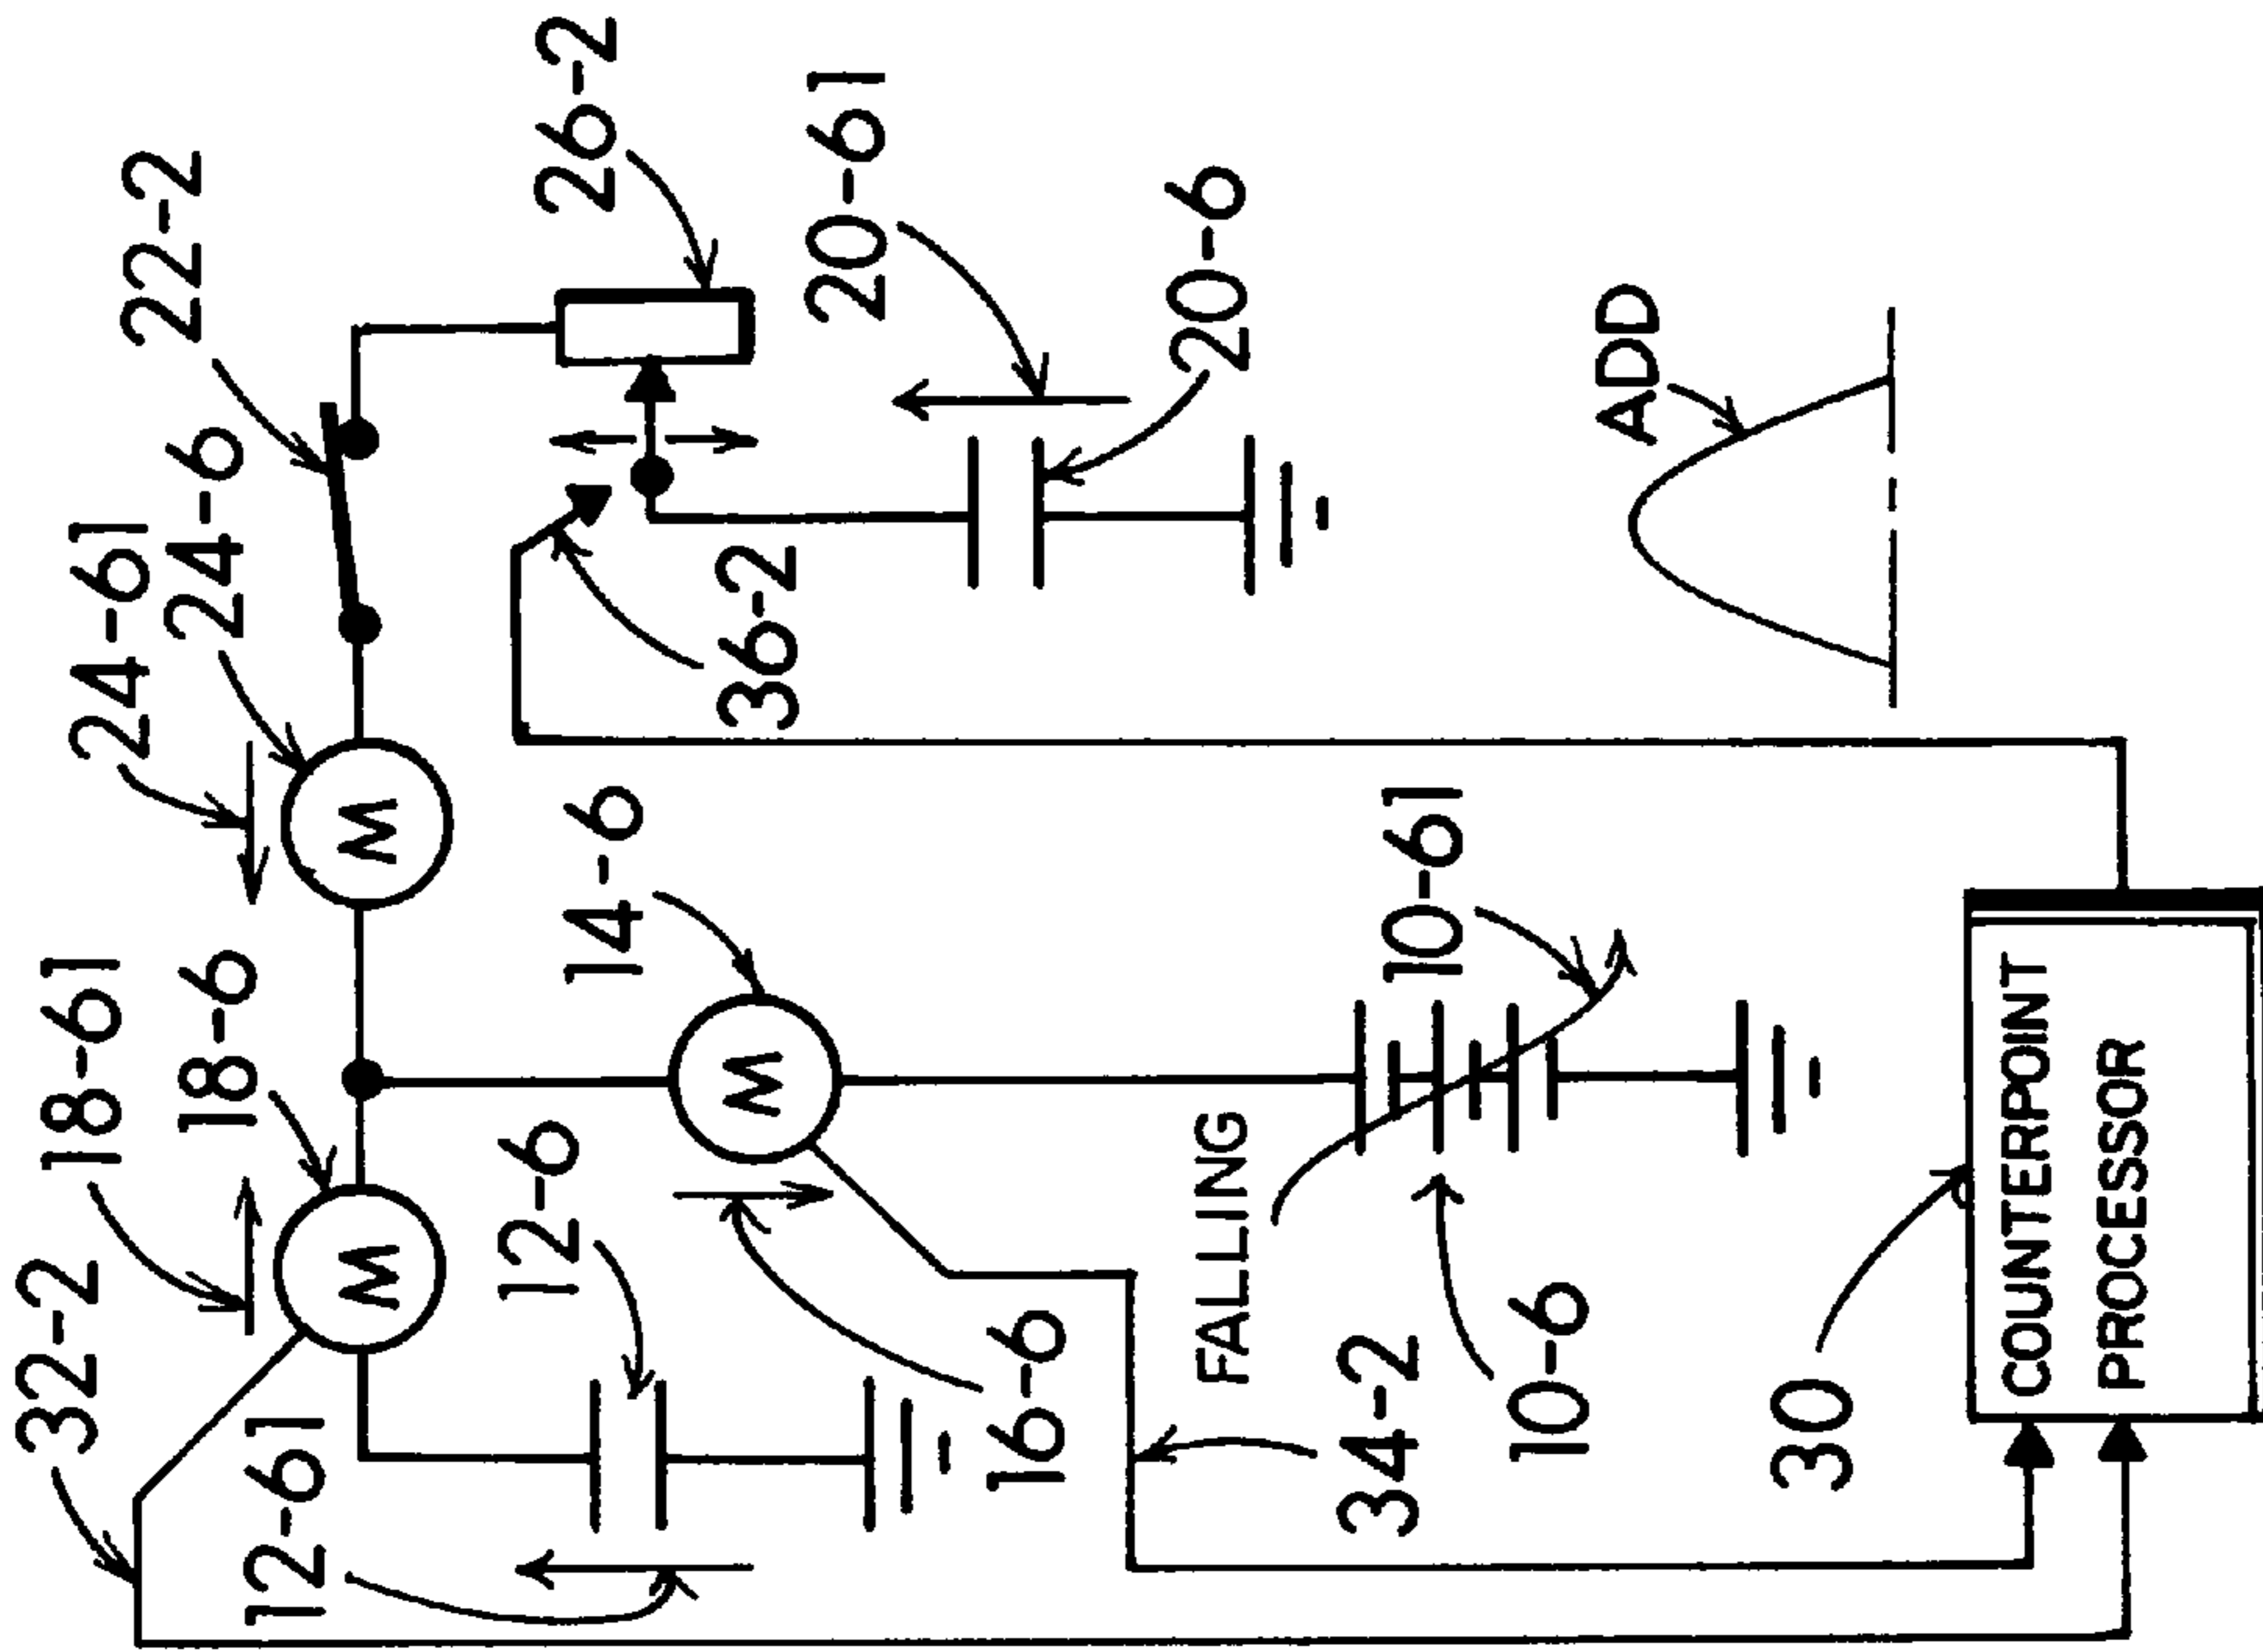 32-2
18-61
18-6
24-61
24-6
22-2
26-2
12-61
12-6
14-6
36-2
20-61
20-6
16-6
FALLING
34-2
10-6
10-61
ADD
30
COUNTERPOINT
PROCESSOR
M
M
M